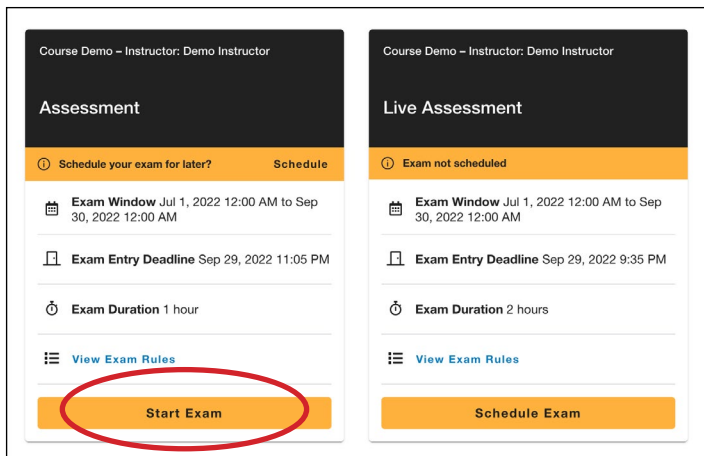 Course Demo – Instructor: Demo Instructor
Assessment
Schedule your exam for later? Schedule
Exam Window Jul 1, 2022 12:00 AM to Sep
30, 2022 12:00 AM
Exam Entry Deadline Sep 29, 2022 11:05 PM
Exam Duration 1 hour
View Exam Rules
Start Exam
Course Demo – Instructor: Demo Instructor
Live Assessment
Exam not scheduled
Exam Window Jul 1, 2022 12:00 AM to Sep
30, 2022 12:00 AM
Exam Entry Deadline Sep 29, 2022 9:35 PM
Exam Duration 2 hours
View Exam Rules
Schedule Exam